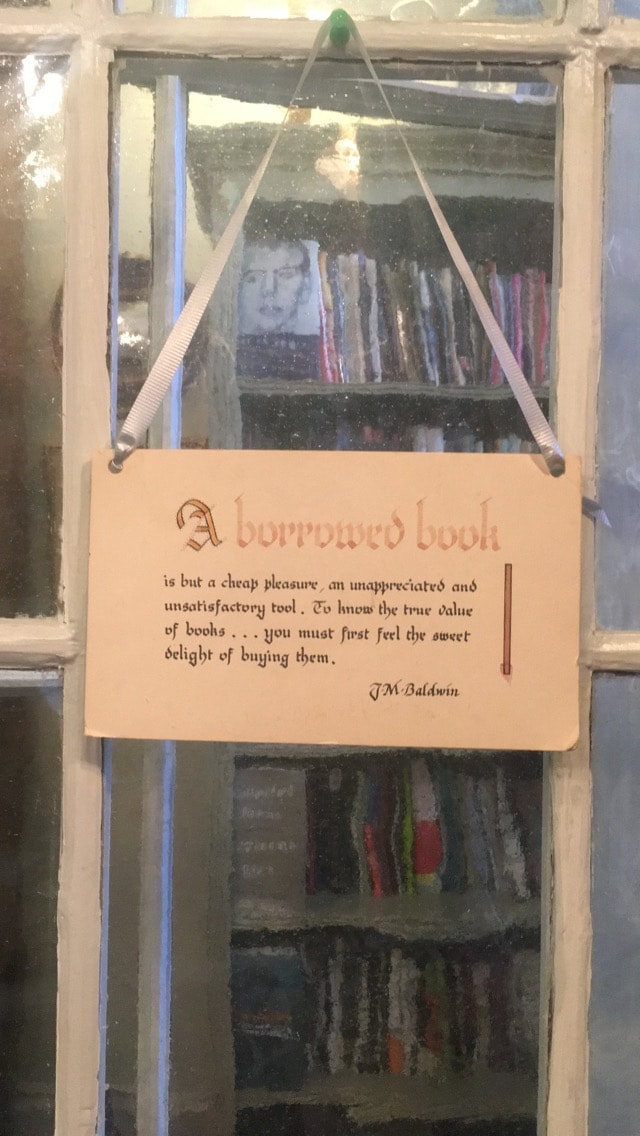 A borrowed book
is but a cheap pleasure, an unappreciated and
unsatisfactory tool. To know the true value
of books . . . you must first feel the sweet
delight of buying them.
J.M. Baldwin